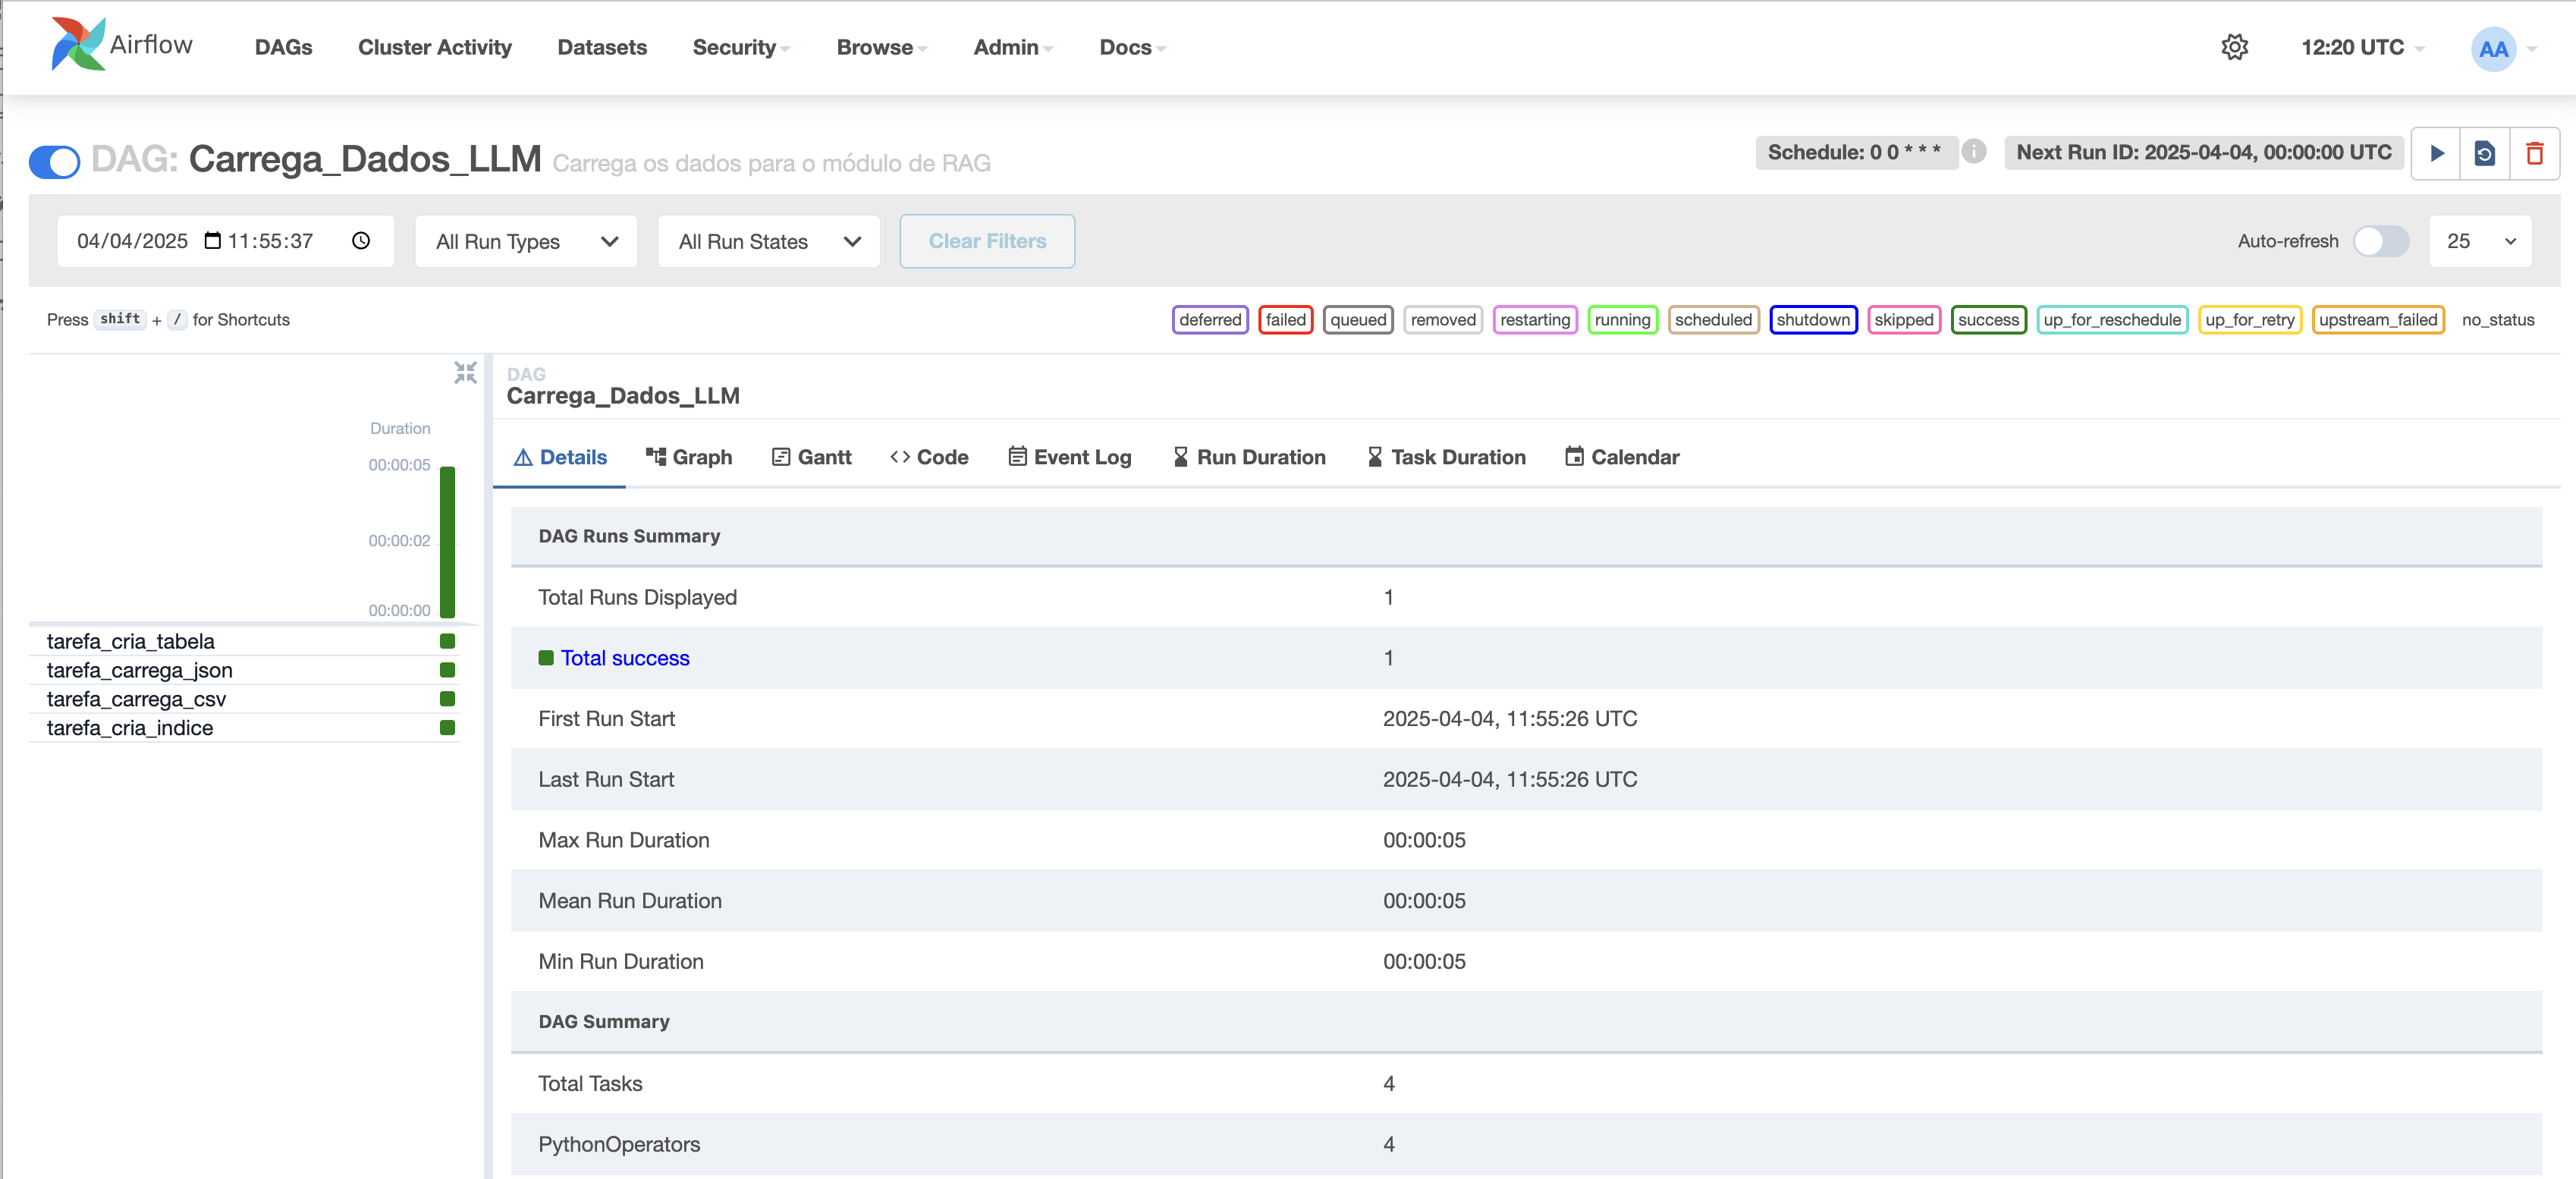 Airflow DAGs Cluster Activity Datasets Security Browse Admin Docs 12:20 UTC AA
DAG: Carrega_Dados_LLM Carrega os dados para o módulo de RAG Schedule: 0 0 * * * i Next Run ID: 2025-04-04, 00:00:00 UTC
04/04/2025 11:55:37 All Run Types All Run States Clear Filters Auto-refresh 25
Press shift + / for Shortcuts deferred failed queued removed restarting running scheduled shutdown skipped success up_for_reschedule up_for_retry upstream_failed no_status
Duration
00:00:05
00:00:02
00:00:00
tarefa_cria_tabela
tarefa_carrega_json
tarefa_carrega_csv
tarefa_cria_indice
DAG
Carrega_Dados_LLM
Details Graph Gantt Code Event Log Run Duration Task Duration Calendar
DAG Runs Summary
Total Runs Displayed 1
Total success 1
First Run Start 2025-04-04, 11:55:26 UTC
Last Run Start 2025-04-04, 11:55:26 UTC
Max Run Duration 00:00:05
Mean Run Duration 00:00:05
Min Run Duration 00:00:05
DAG Summary
Total Tasks 4
PythonOperators 4